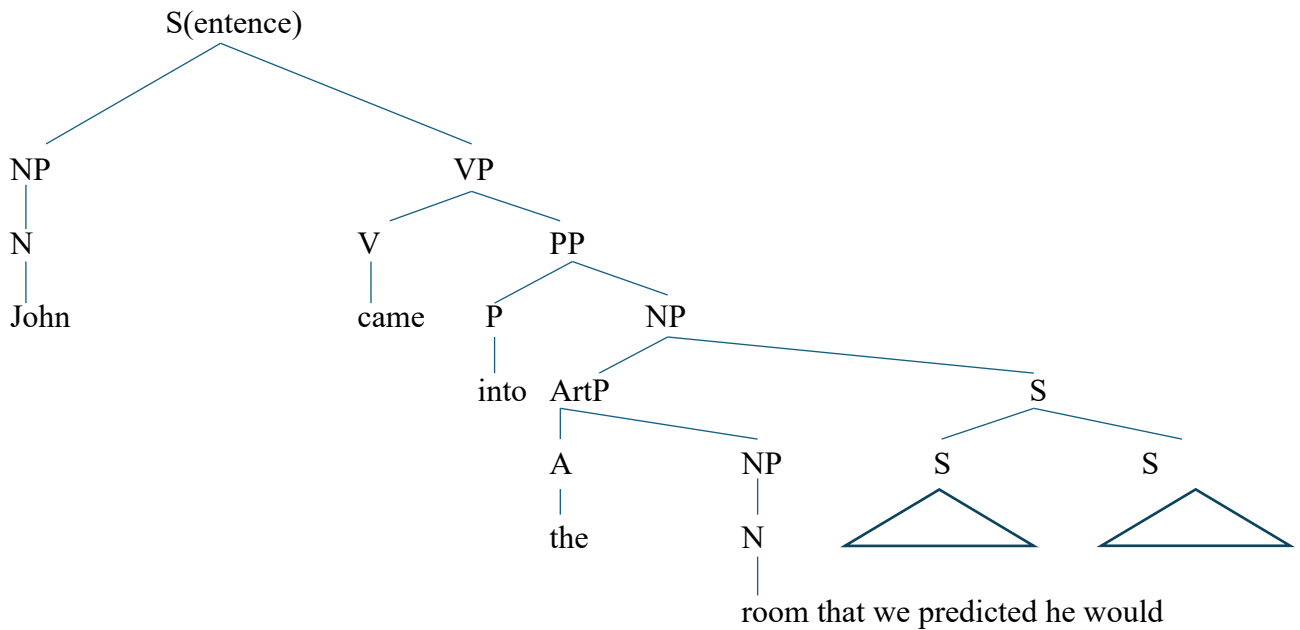 S(entence)
NP VP
N V PP
John came P NP
into ArtP S
A NP S S
the N
room that we predicted he would